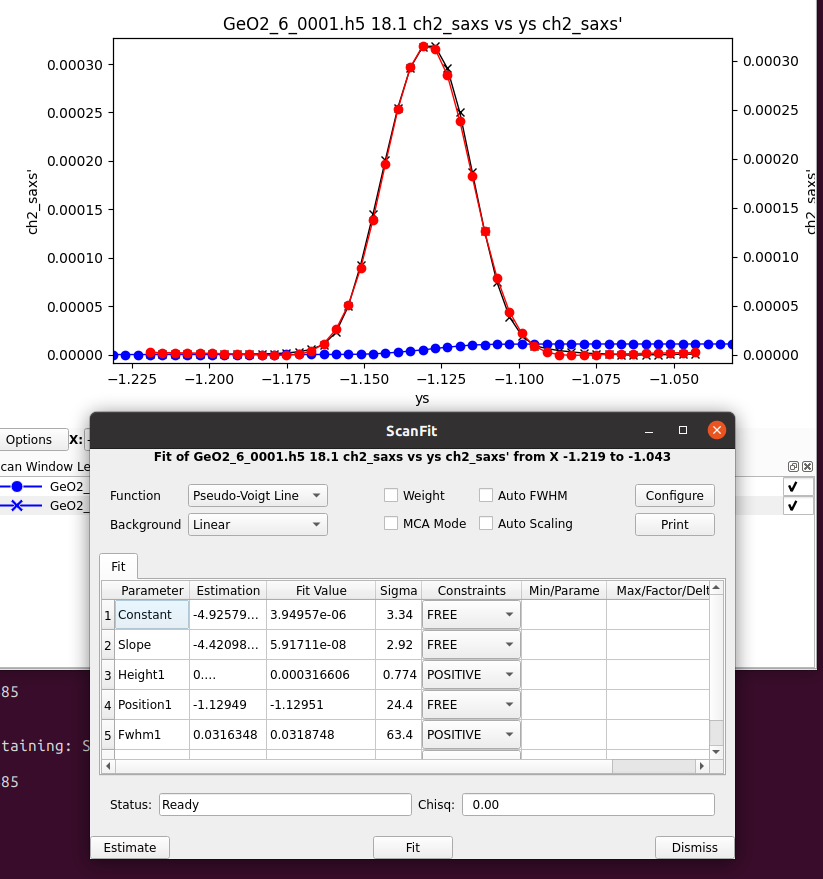 GeO2_6_0001.h5 18.1 ch2_saxs vs ys ch2_saxs'
0.00030
0.00025
0.00020
0.00015
0.00010
0.00005
0.00000
ch2_saxs'
0.00030
0.00025
0.00020
0.00015
0.00010
0.00005
0.00000
ch2_saxs'
−1.225 −1.200 −1.175 −1.150 −1.125 −1.100 −1.075 −1.050
ys
Options X: -
can Window Le
GeO2_
GeO2_
85
taining: S
85
ScanFit
Fit of GeO2_6_0001.h5 18.1 ch2_saxs vs ys ch2_saxs' from X -1.219 to -1.043
Function Pseudo-Voigt Line Weight Auto FWHM Configure
Background Linear MCA Mode Auto Scaling Print
Fit
Parameter Estimation Fit Value Sigma Constraints Min/Parame Max/Factor/Delt
1 Constant -4.92579... 3.94957e-06 3.34 FREE
2 Slope -4.42098... 5.91711e-08 2.92 FREE
3 Height1 0.... 0.000316606 0.774 POSITIVE
4 Position1 -1.12949 -1.12951 24.4 FREE
5 Fwhm1 0.0316348 0.0318748 63.4 POSITIVE
Status: Ready Chisq: 0.00
Estimate Fit Dismiss